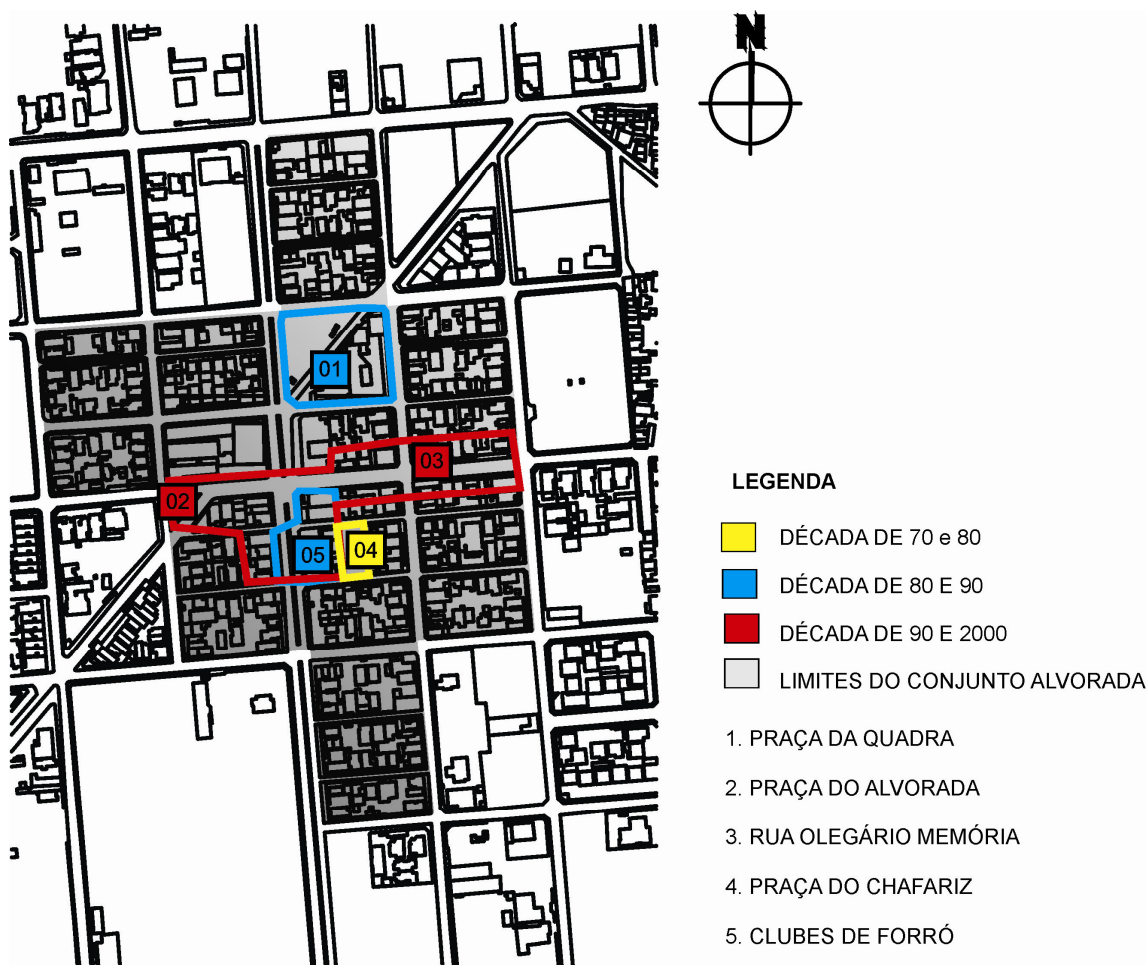 N
01
02
03
04
05
LEGENDA
DÉCADA DE 70 e 80
DÉCADA DE 80 E 90
DÉCADA DE 90 E 2000
LIMITES DO CONJUNTO ALVORADA
1. PRAÇA DA QUADRA
2. PRAÇA DO ALVORADA
3. RUA OLEGÁRIO MEMÓRIA
4. PRAÇA DO CHAFARIZ
5. CLUBES DE FORRÓ